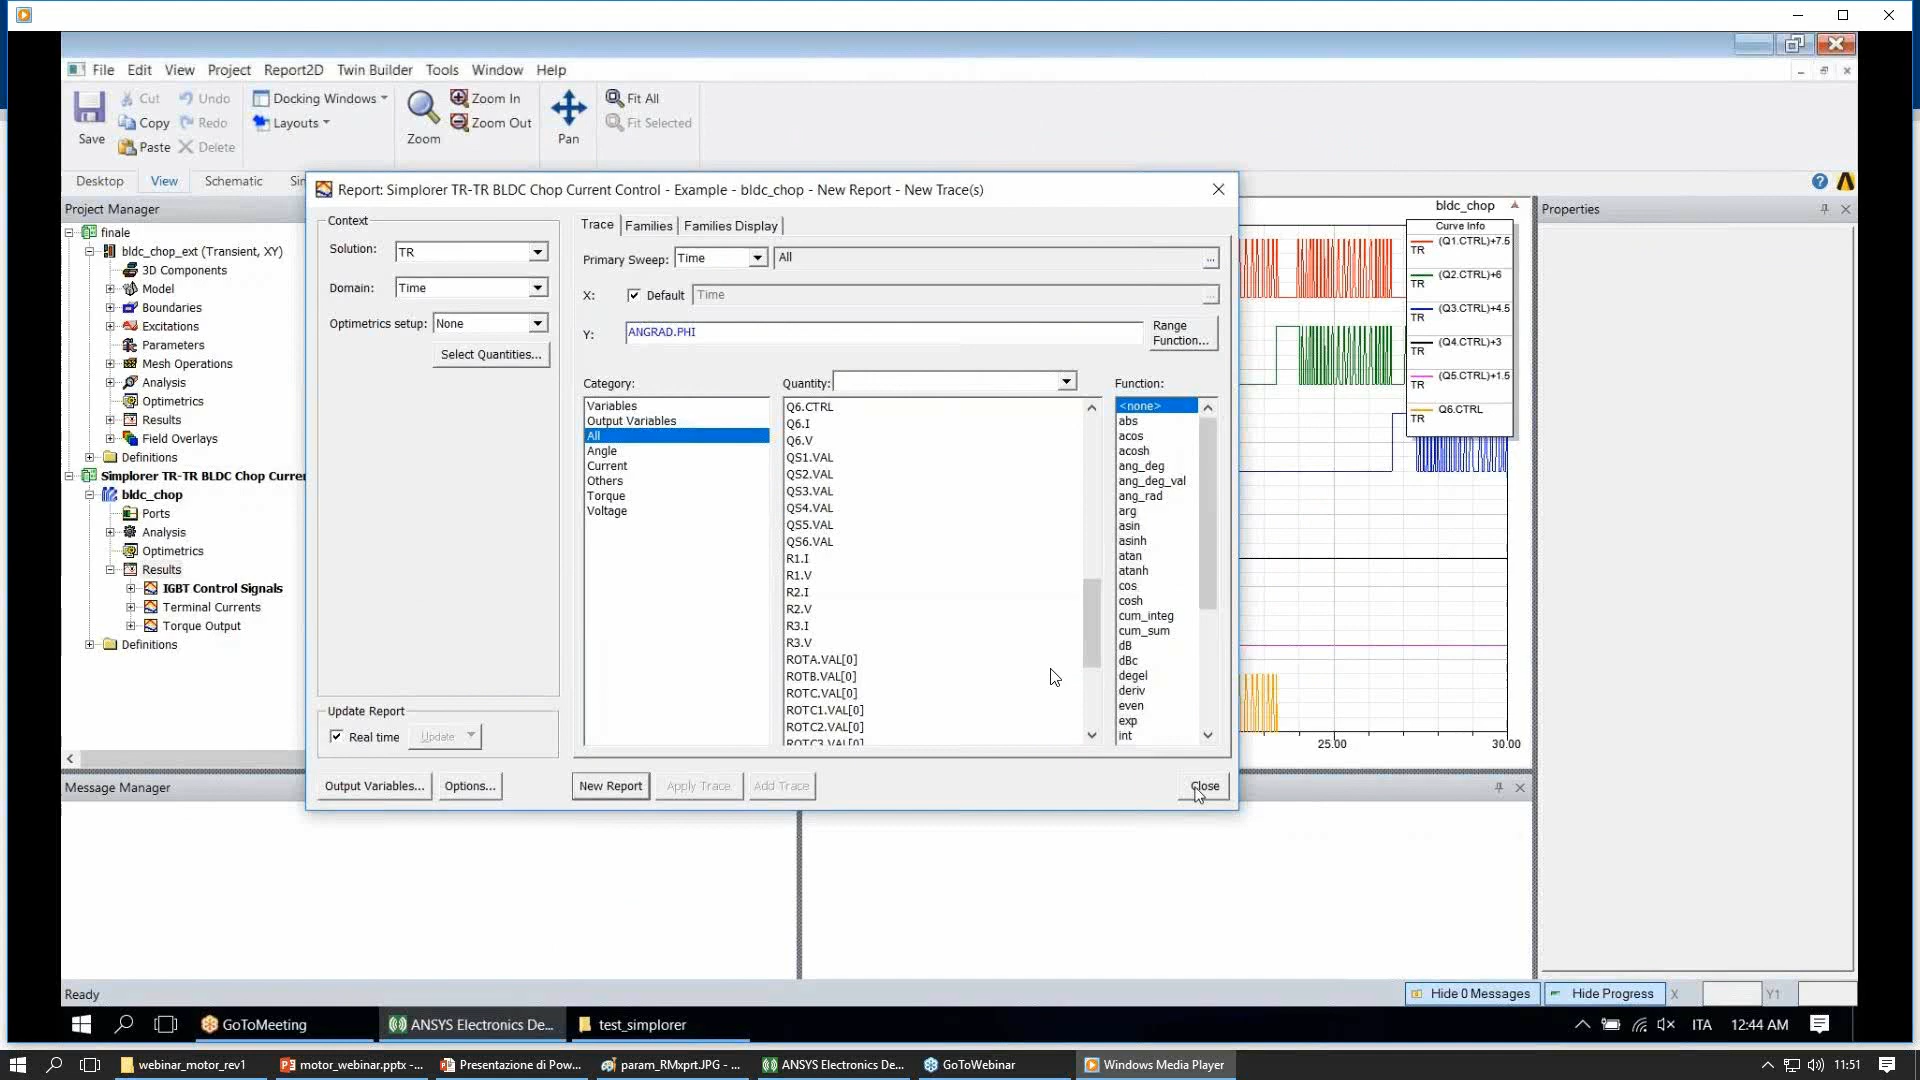 File Edit View Project Report2D Twin Builder Tools Window Help
Save
Cut
Copy
Paste
Undo
Redo
Delete
Docking Windows
Layouts
Zoom
Zoom In
Zoom Out
Pan
Fit All
Fit Selected
Desktop View Schematic
Project Manager
finale
bldc_chop_ext (Transient, XY)
3D Components
Model
Boundaries
Excitations
Parameters
Mesh Operations
Analysis
Optimetrics
Results
Field Overlays
Definitions
Simplorer TR-TR BLDC Chop Curre
bldc_chop
Ports
Analysis
Optimetrics
Results
IGBT Control Signals
Terminal Currents
Torque Output
Definitions
Report: Simplorer TR-TR BLDC Chop Current Control - Example - bldc_chop - New Report - New Trace(s)
Context
Solution: TR
Domain: Time
Optimetrics setup: None
Select Quantities...
Update Report
Real time
Update
Output Variables... Options...
Trace Families Families Display
Primary Sweep: Time All ...
X: Default Time ...
Y: ANGRAD.PHI
Range
Function...
Category:
Variables
Output Variables
All
Angle
Current
Others
Torque
Voltage
Quantity:
Q6.CTRL
Q6.I
Q6.V
QS1.VAL
QS2.VAL
QS3.VAL
QS4.VAL
QS5.VAL
QS6.VAL
R1.I
R1.V
R2.I
R2.V
R3.I
R3.V
ROTA.VAL[0]
ROTB.VAL[0]
ROTC.VAL[0]
ROTC1.VAL[0]
ROTC2.VAL[0]
ROTC3.VAL[0]
Function:
<none>
abs
acos
acosh
ang_deg
ang_deg_val
ang_rad
arg
asin
asinh
atan
atanh
cos
cosh
cum_integ
cum_sum
dB
dBc
degel
deriv
even
exp
int
New Report Apply Trace Add Trace Close
bldc_chop
Curve Info
(Q1.CTRL)+7.5
TR
(Q2.CTRL)+6
TR
(Q3.CTRL)+4.5
TR
(Q4.CTRL)+3
TR
(Q5.CTRL)+1.5
TR
Q6.CTRL
TR
25.00 30.00
Properties
Message Manager
Ready
Hide 0 Messages Hide Progress X Y1
GoToMeeting ANSYS Electronics De... test_simplorer ITA 12:44 AM
webinar_motor_rev1 motor_webinar.pptx -... Presentazione di Pow... param_RMxprt.JPG - ... ANSYS Electronics De... GoToWebinar Windows Media Player 11:51